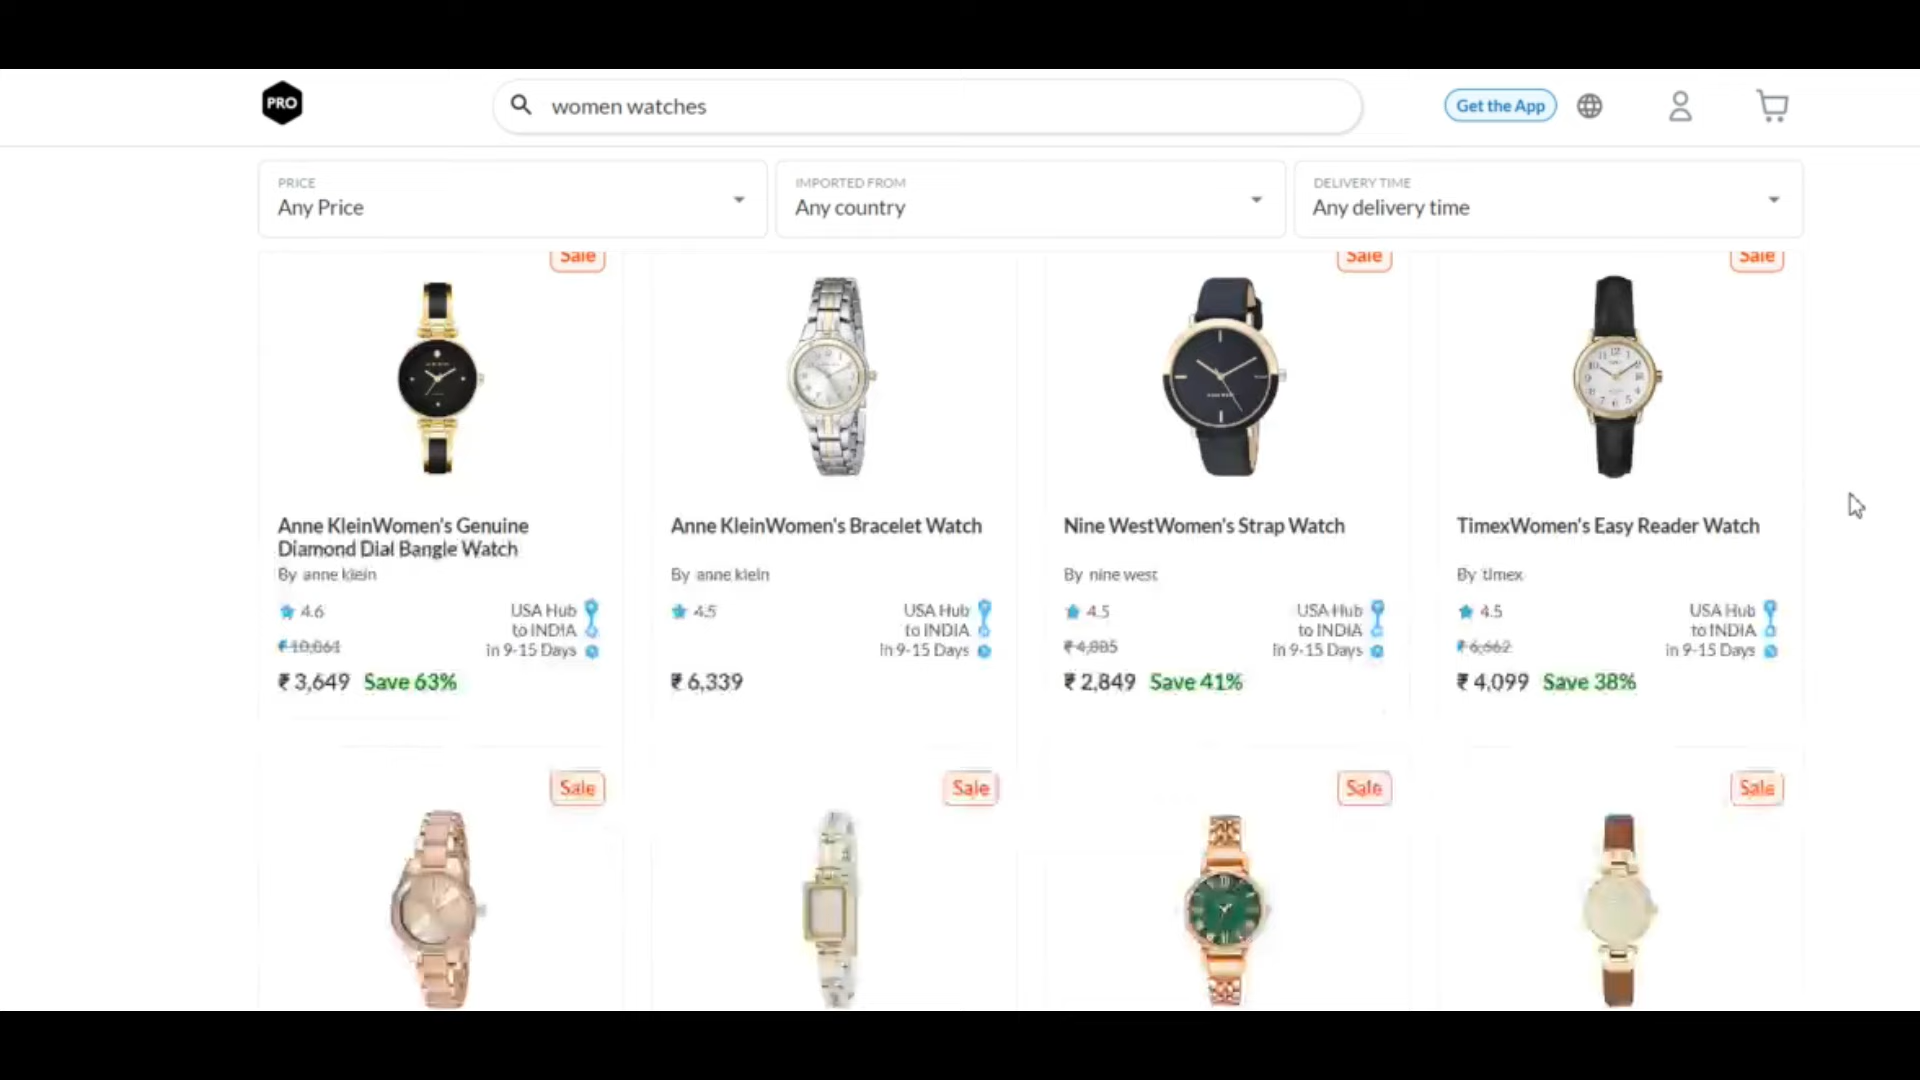 PRO
women watches
Get the App
PRICE
Any Price
IMPORTED FROM
Any country
DELIVERY TIME
Any delivery time
Sale
Sale
Sale
Anne KleinWomen's Genuine
Diamond Dial Bangle Watch
By anne klein
4.6
USA Hub
to INDIA
in 9-15 Days
₹ 10,061
₹ 3,649 Save 63%
Anne KleinWomen's Bracelet Watch
By anne klein
4.5
USA Hub
to INDIA
in 9-15 Days
₹ 6,339
Nine WestWomen's Strap Watch
By nine west
4.5
USA Hub
to INDIA
in 9-15 Days
₹ 4,885
₹ 2,849 Save 41%
TimexWomen's Easy Reader Watch
By timex
4.5
USA Hub
to INDIA
in 9-15 Days
₹ 6,662
₹ 4,099 Save 38%
Sale
Sale
Sale
Sale